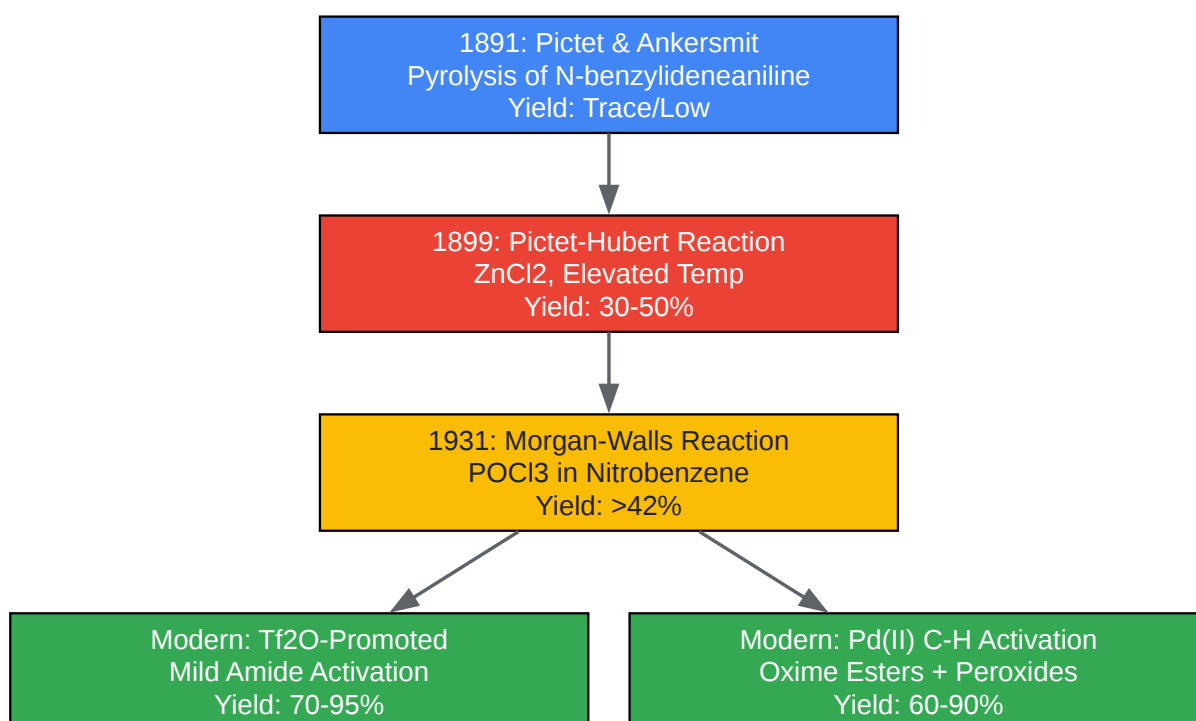 1891: Pictet & Ankersmit
Pyrolysis of N-benzylideneaniline
Yield: Trace/Low
1899: Pictet-Hubert Reaction
ZnCl2, Elevated Temp
Yield: 30-50%
1931: Morgan-Walls Reaction
POCl3 in Nitrobenzene
Yield: >42%
Modern: Tf2O-Promoted
Mild Amide Activation
Yield: 70-95%
Modern: Pd(II) C-H Activation
Oxime Esters + Peroxides
Yield: 60-90%